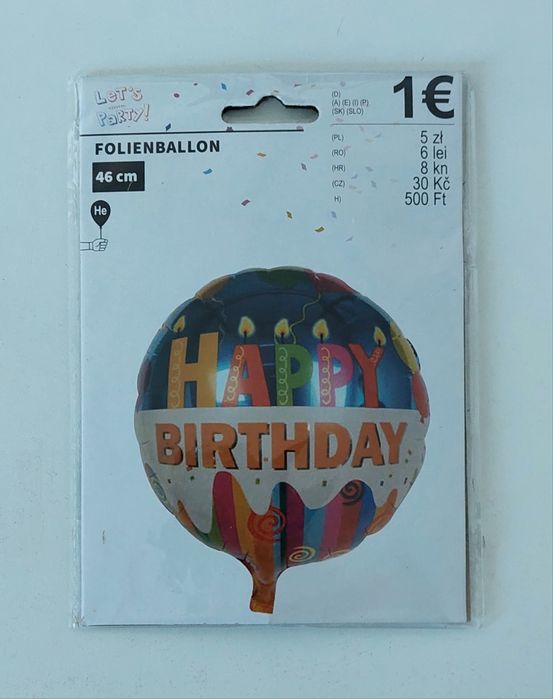 LeT's
PaRTY!
FOLIENBALLON
46 cm
He
(D)
(A) (E) (I) (P)
(SK) (SLO)
1€
(PL) 5 zł
(RO) 6 lei
(HR) 8 kn
(CZ) 30 Kč
H) 500 Ft
HAPPY
BIRTHDAY